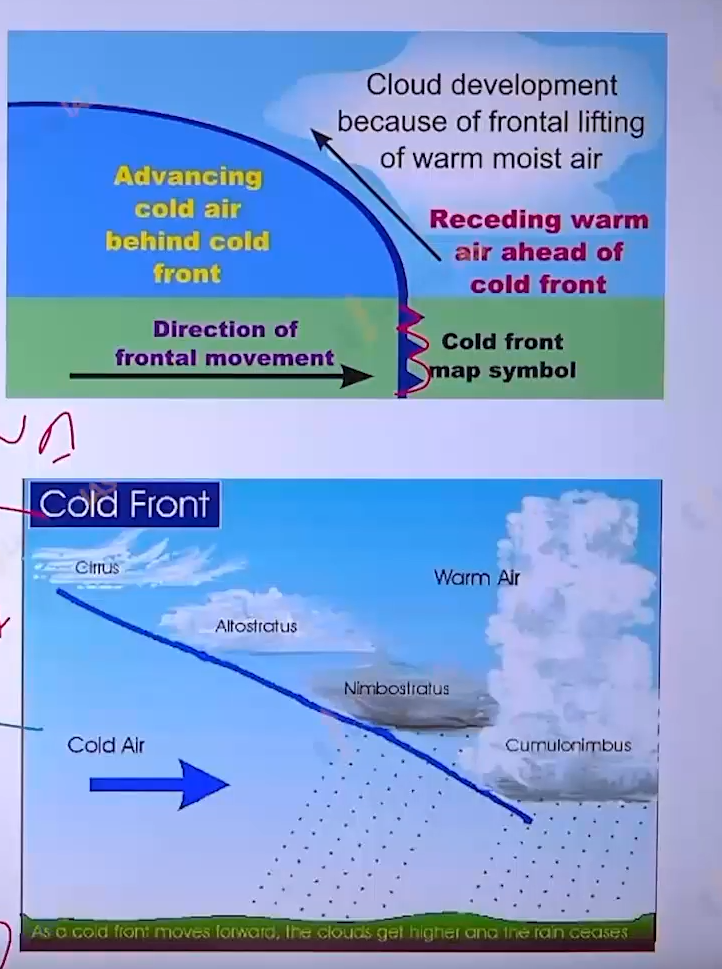 Cloud development
because of frontal lifting
of warm moist air
Advancing
cold air
behind cold
front
Receding warm
air ahead of
cold front
Direction of
frontal movement
Cold front
map symbol
Cold Front
Cirrus
Altostratus
Warm Air
Nimbostratus
Cold Air
Cumulonimbus
As a cold front moves forward, the clouds get higher and the rain ceases